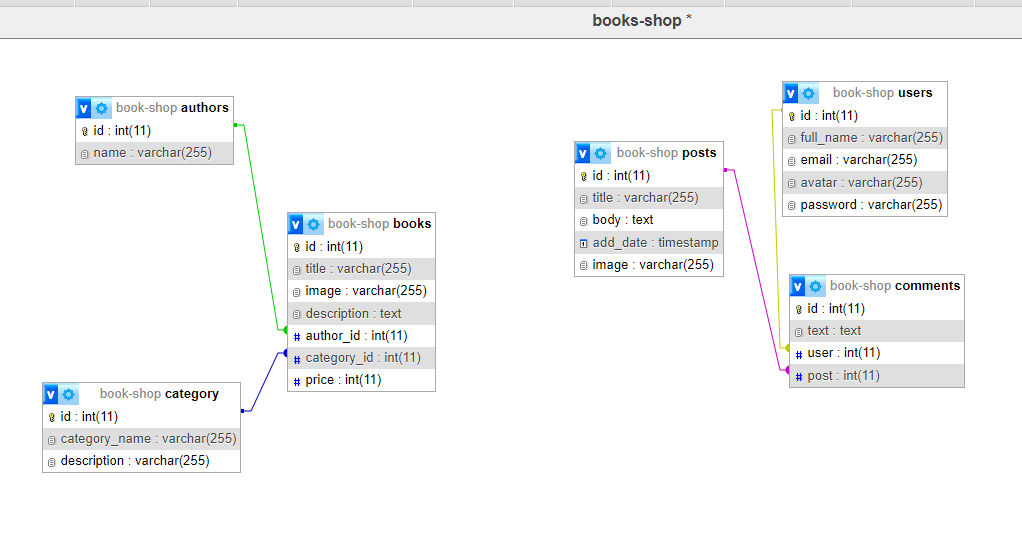 books-shop *
book-shop authors
id : int(11)
name : varchar(255)
book-shop books
id : int(11)
title : varchar(255)
image : varchar(255)
description : text
# author_id : int(11)
# category_id : int(11)
# price : int(11)
book-shop category
id : int(11)
category_name : varchar(255)
description : varchar(255)
book-shop posts
id : int(11)
title : varchar(255)
body : text
add_date : timestamp
image : varchar(255)
book-shop users
id : int(11)
full_name : varchar(255)
email : varchar(255)
avatar : varchar(255)
password : varchar(255)
book-shop comments
id : int(11)
text : text
# user : int(11)
# post : int(11)